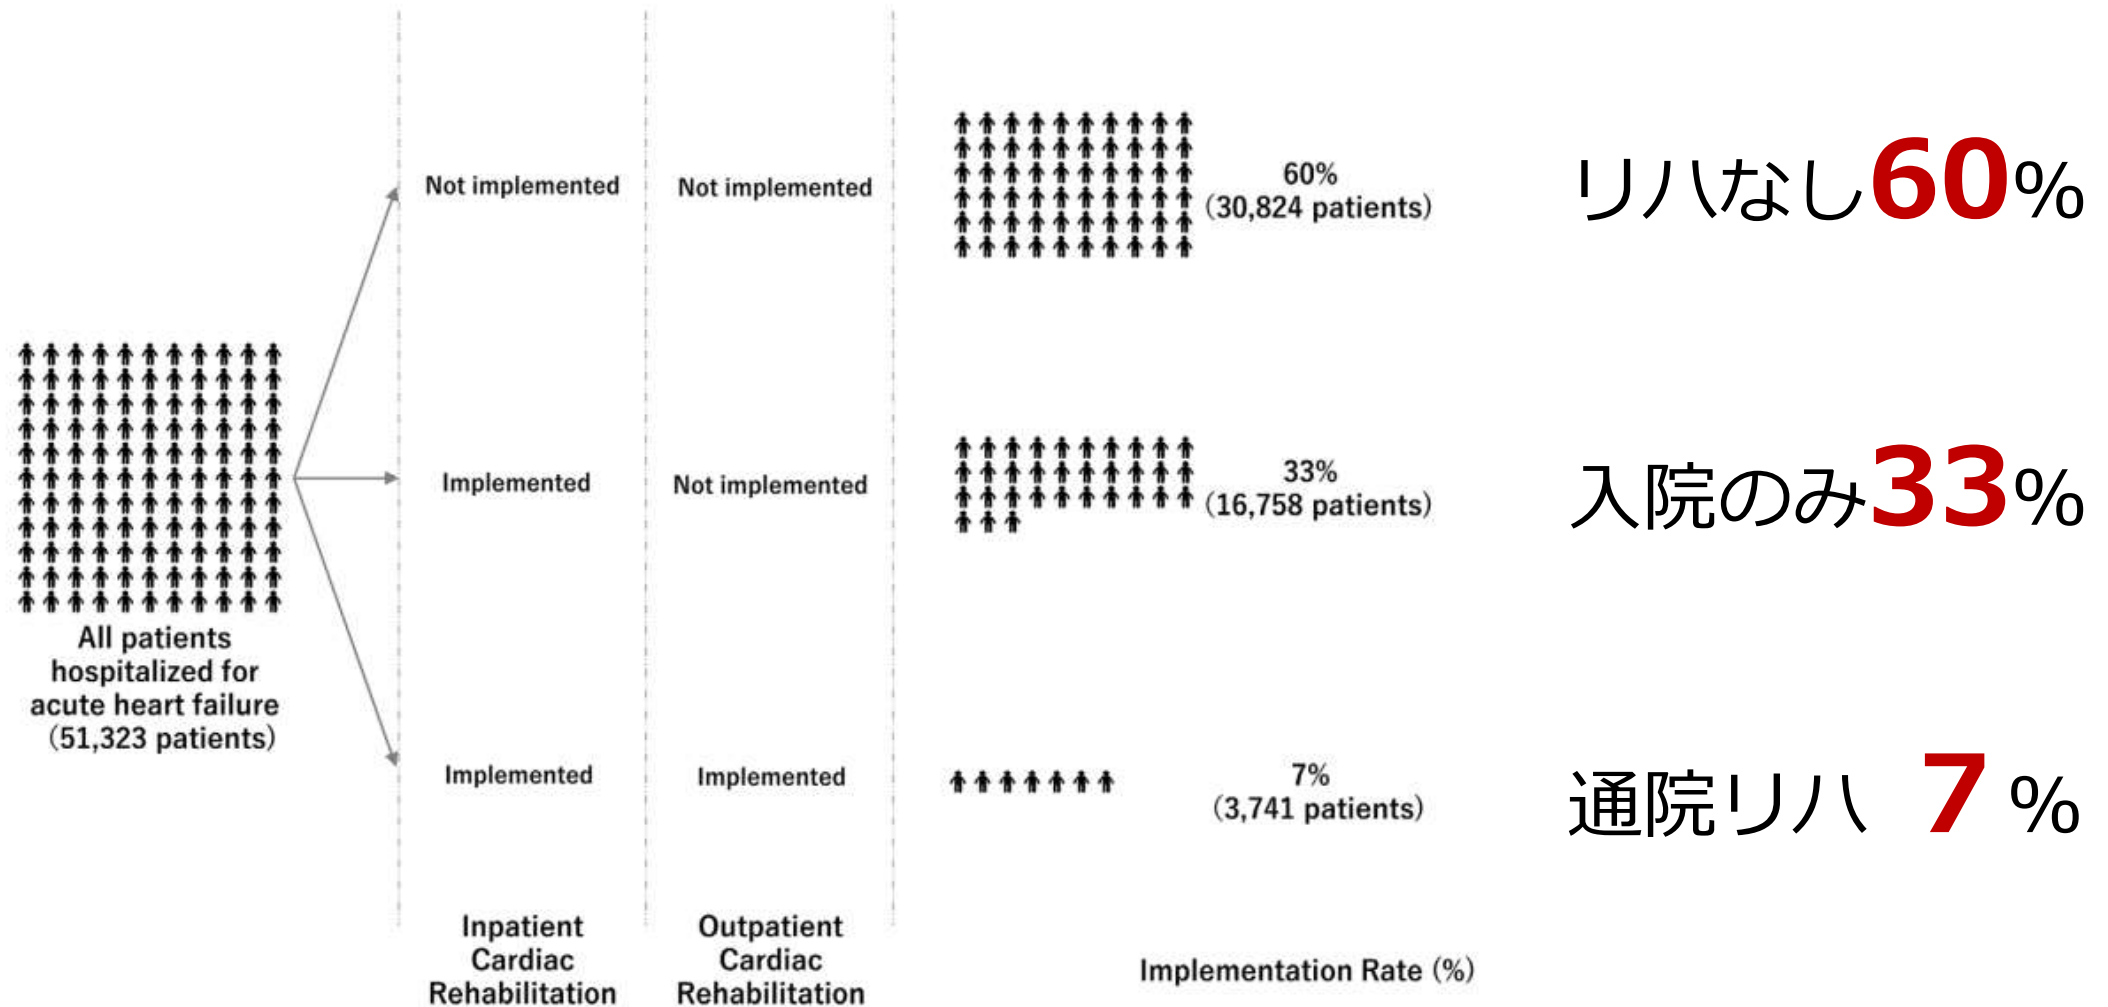 Not implemented
Not implemented
60%
(30,824 patients)
リハなし60%
All patients
hospitalized for
acute heart failure
(51,323 patients)
Implemented
Not implemented
33%
(16,758 patients)
入院のみ33%
Implemented
Implemented
7%
(3,741 patients)
通院リハ 7%
Inpatient
Cardiac
Rehabilitation
Outpatient
Cardiac
Rehabilitation
Implementation Rate (%)